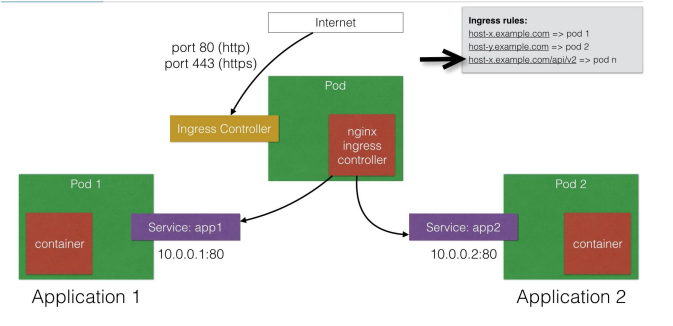 Internet
Ingress rules:
host-x.example.com => pod 1
host-y.example.com => pod 2
host-x.example.com/api/v2 => pod n
port 80 (http)
port 443 (https)
Pod
Ingress Controller
nginx
ingress
controller
Pod 1
container
Service: app1
10.0.0.1:80
Application 1
Pod 2
Service: app2
container
10.0.0.2:80
Application 2